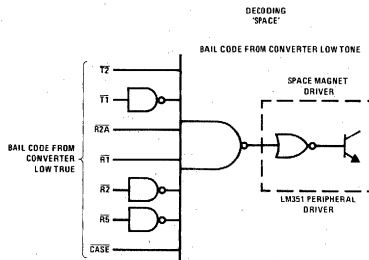 DECODING
'SPACE'
BAIL CODE FROM CONVERTER LOW TONE
SPACE MAGNET
DRIVER
T2
T1
R2A
BAIL CODE FROM
CONVERTER
LOW TRUE
R1
R2
R5
CASE
LM351 PERIPHERAL
DRIVER